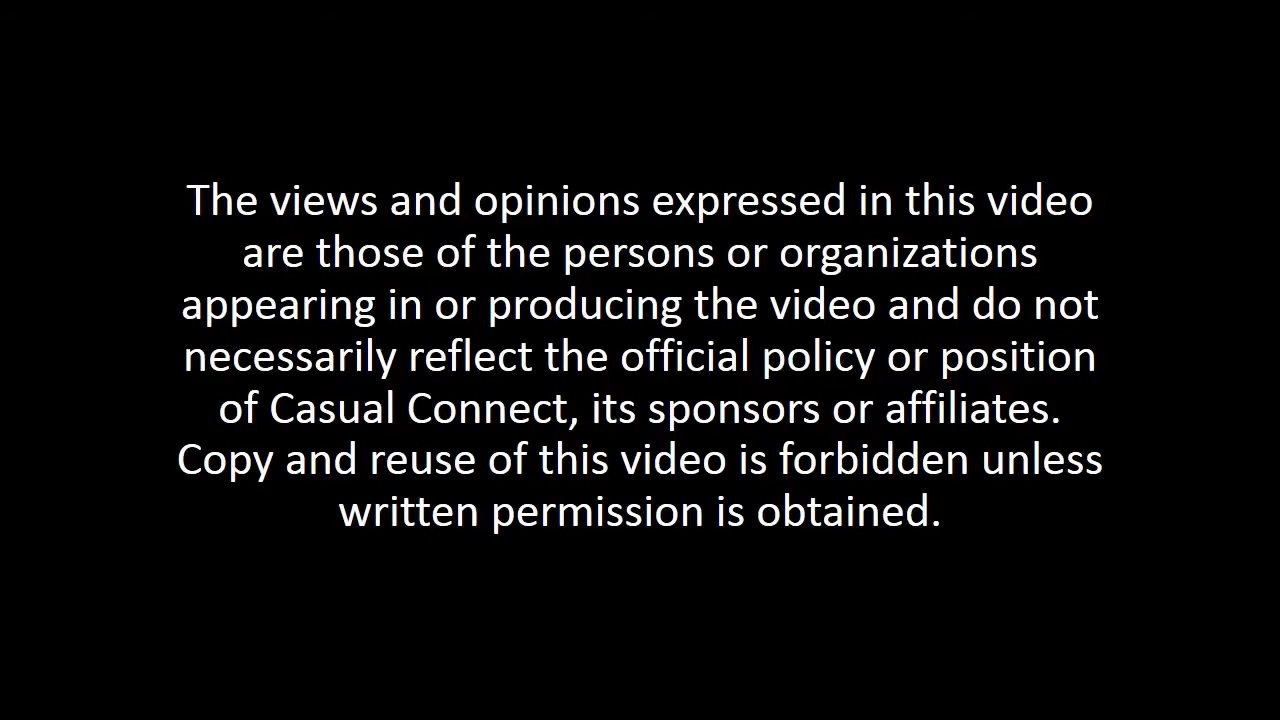 The views and opinions expressed in this video
are those of the persons or organizations
appearing in or producing the video and do not
necessarily reflect the official policy or position
of Casual Connect, its sponsors or affiliates.
Copy and reuse of this video is forbidden unless
written permission is obtained.